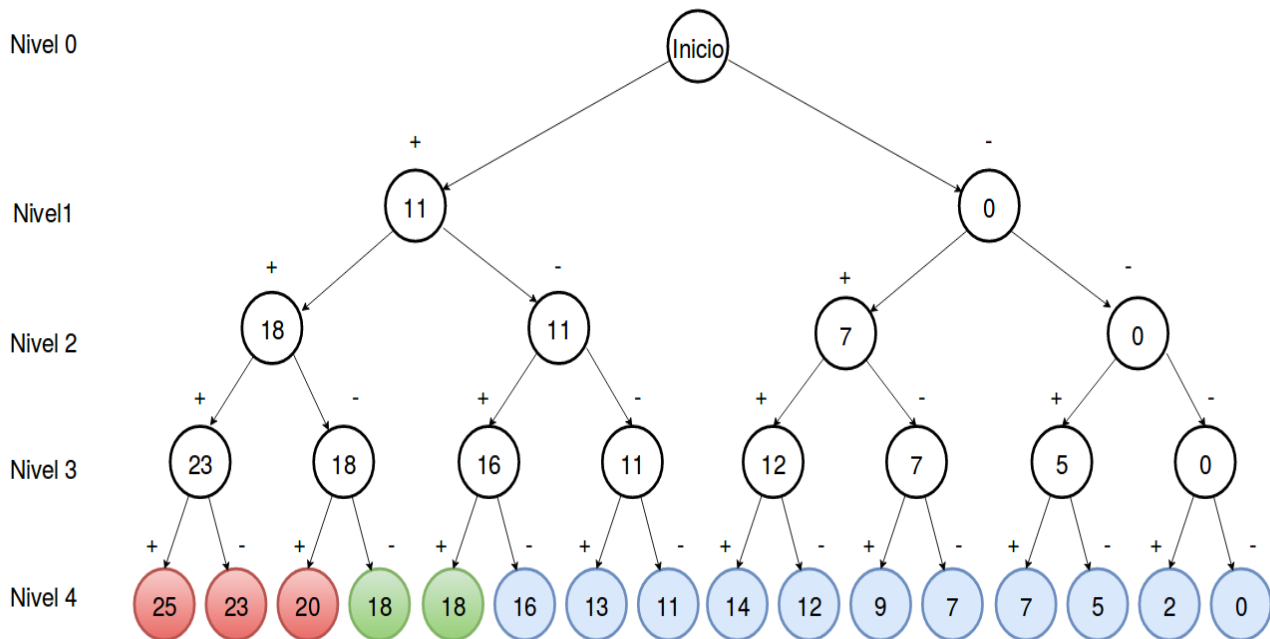 Nivel 0
Inicio
+ -
Nivel1
11 0
+ - + -
Nivel 2
18 11 7 0
+ - + - + - + -
Nivel 3
23 18 16 11 12 7 5 0
+ - + - + - + - + - + - + - + -
Nivel 4
25 23 20 18 18 16 13 11 14 12 9 7 7 5 2 0